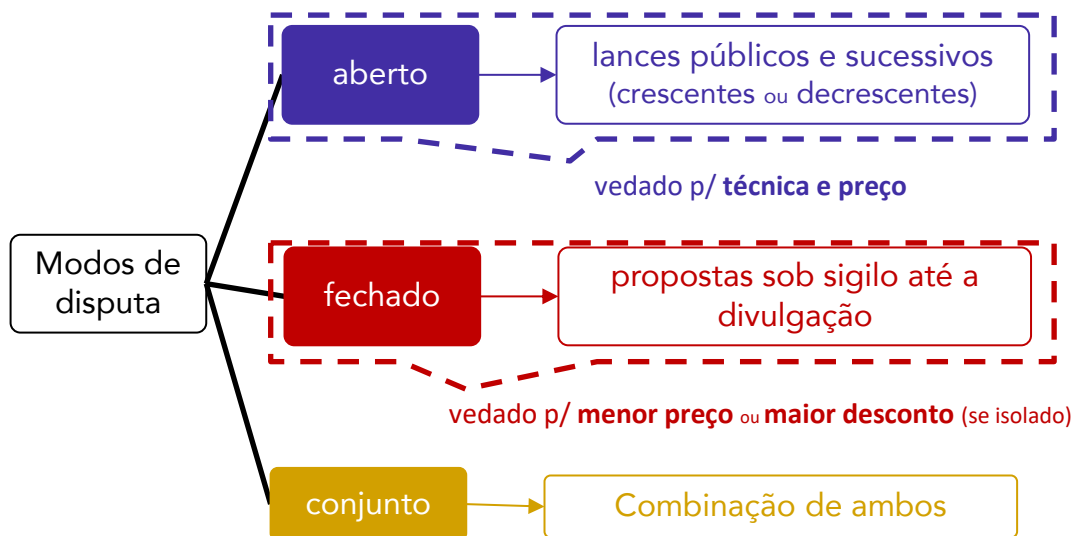 aberto
lances públicos e sucessivos
(crescentes ou decrescentes)
vedado p/ técnica e preço
Modos de
disputa
fechado
propostas sob sigilo até a
divulgação
vedado p/ menor preço ou maior desconto (se isolado)
conjunto
Combinação de ambos